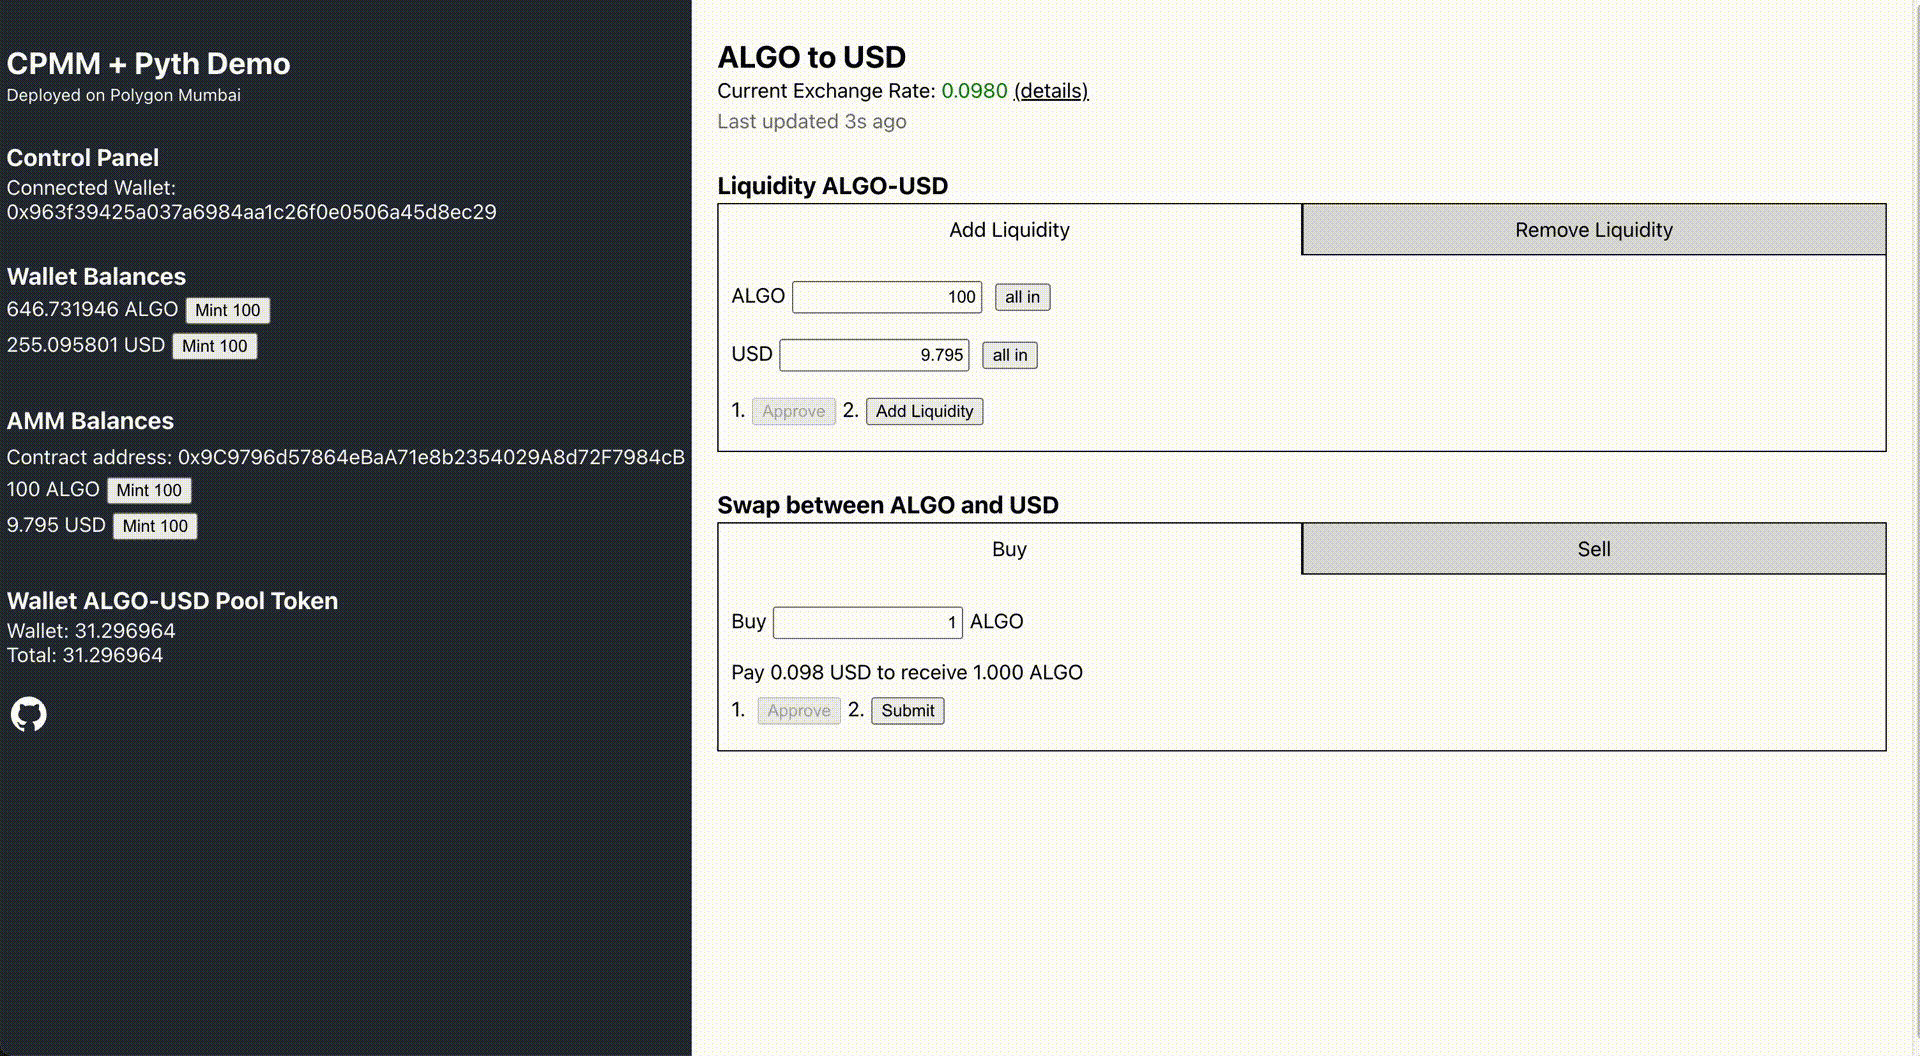 CPMM + Pyth Demo
Deployed on Polygon Mumbai
Control Panel
Connected Wallet:
0x963f39425a037a6984aa1c26f0e0506a45d8ec29
Wallet Balances
646.731946 ALGO Mint 100
255.095801 USD Mint 100
AMM Balances
Contract address: 0x9C9796d57864eBaA71e8b2354029A8d72F7984cB
100 ALGO Mint 100
9.795 USD Mint 100
Wallet ALGO-USD Pool Token
Wallet: 31.296964
Total: 31.296964
ALGO to USD
Current Exchange Rate: 0.0980 (details)
Last updated 3s ago
Liquidity ALGO-USD
Add Liquidity Remove Liquidity
ALGO 100 all in
USD 9.795 all in
1. Approve 2. Add Liquidity
Swap between ALGO and USD
Buy Sell
Buy 1 ALGO
Pay 0.098 USD to receive 1.000 ALGO
1. Approve 2. Submit